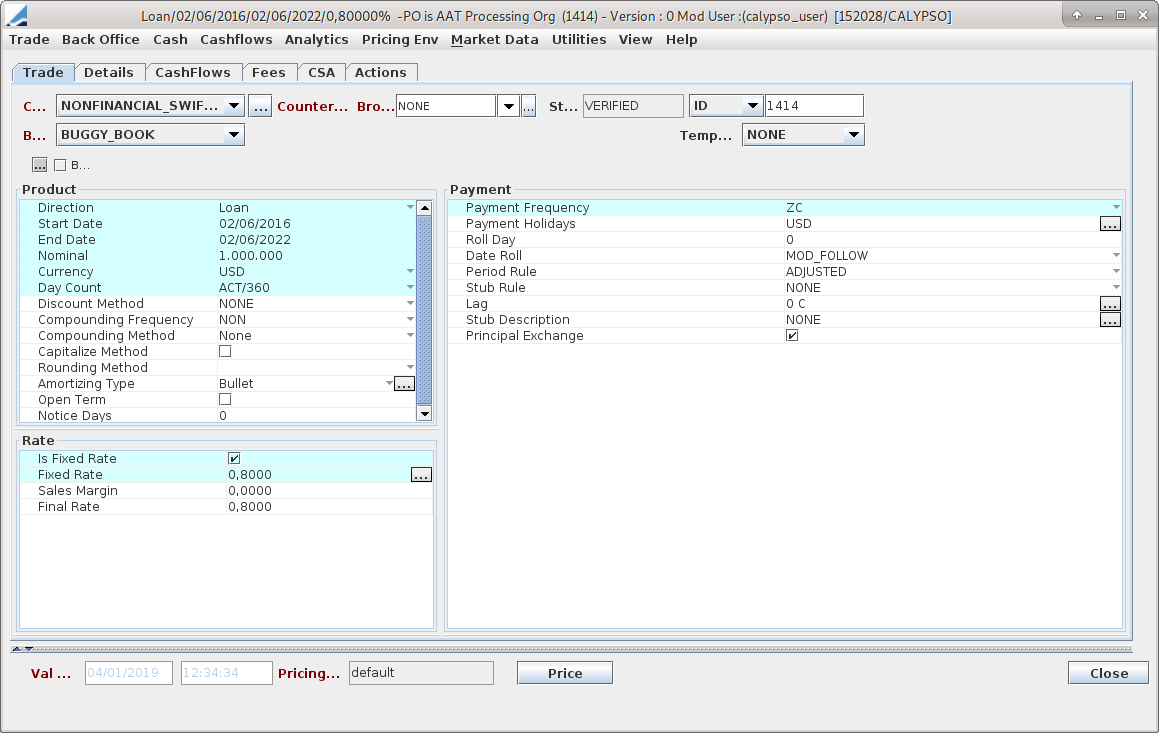 Loan/02/06/2016/02/06/2022/0,80000%  -PO is AAT Processing Org  (1414) - Version : 0 Mod User :(calypso_user)  [152028/CALYPSO]
Trade Back Office Cash Cashflows Analytics Pricing Env Market Data Utilities View Help
Trade Details CashFlows Fees CSA Actions
C... NONFINANCIAL_SWIF... ... Counter... Bro... NONE ... St... VERIFIED ID 1414
B... BUGGY_BOOK Temp... NONE
... B...
Product
Direction Loan
Start Date 02/06/2016
End Date 02/06/2022
Nominal 1.000.000
Currency USD
Day Count ACT/360
Discount Method NONE
Compounding Frequency NON
Compounding Method None
Capitalize Method
Rounding Method
Amortizing Type Bullet ...
Open Term
Notice Days 0
Rate
Is Fixed Rate
Fixed Rate 0,8000 ...
Sales Margin 0,0000
Final Rate 0,8000
Payment
Payment Frequency ZC
Payment Holidays USD ...
Roll Day 0
Date Roll MOD_FOLLOW
Period Rule ADJUSTED
Stub Rule NONE
Lag 0 C ...
Stub Description NONE ...
Principal Exchange
Val ... 04/01/2019 12:34:34 Pricing... default Price Close